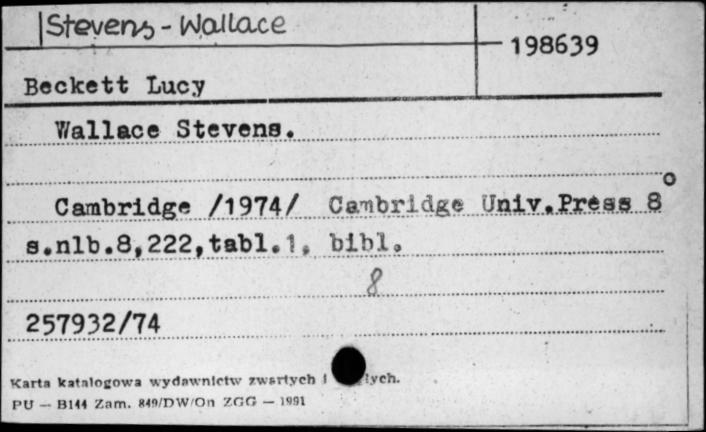 Stevens - Wallace
198639
Beckett Lucy
Wallace Stevens.
Cambridge /1974/ Cambridge Univ.Press 8°
s.nlb.8,222,tabl.1, bibl.
8
257932/74
Karta katalogowa wydawnictw zwartych i łych.
PU — B144 Zam. 849/DW/On ZGG — 1991